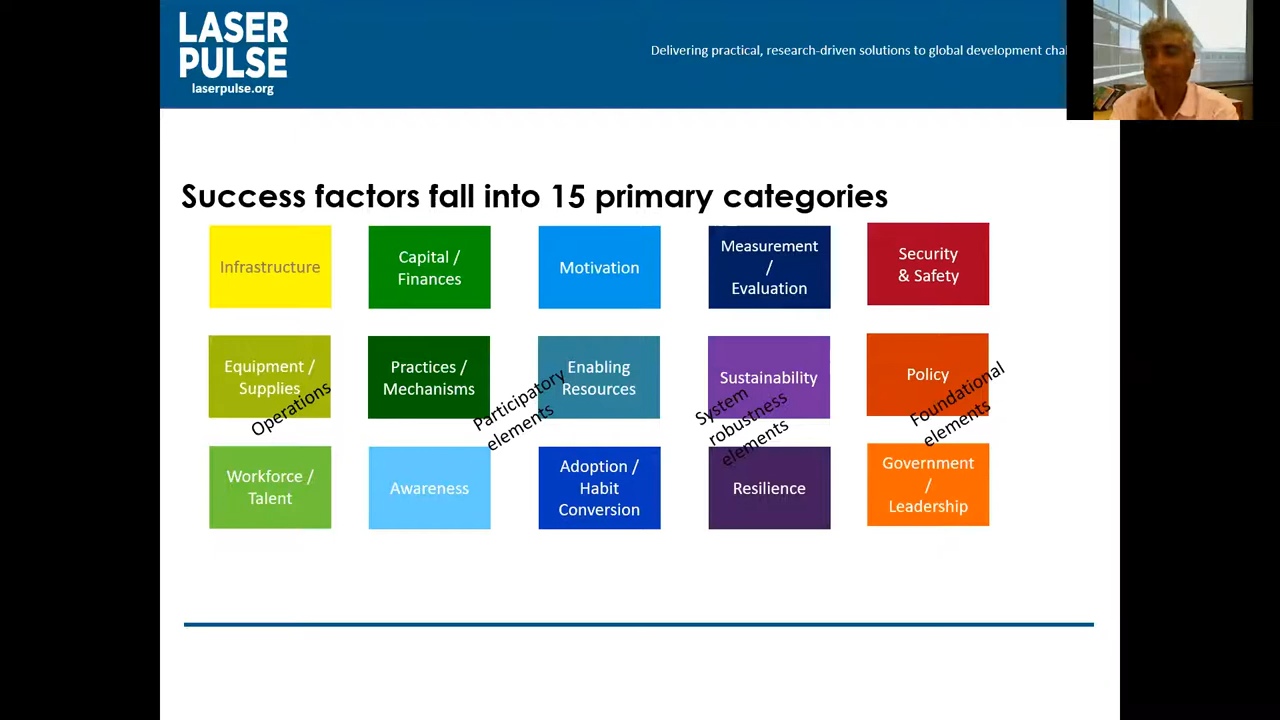 LASER
PULSE
laserpulse.org
Delivering practical, research-driven solutions to global development chal
Success factors fall into 15 primary categories
Infrastructure
Capital /
Finances
Motivation
Measurement
/
Evaluation
Security
& Safety
Equipment /
Supplies
Practices /
Mechanisms
Enabling
Resources
Sustainability
Policy
Operations
Participatory
elements
System
robustness
elements
Foundational
elements
Workforce /
Talent
Awareness
Adoption /
Habit
Conversion
Resilience
Government
/
Leadership